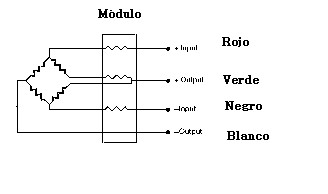 Módulo
+ Input Rojo
+ Output Verde
−Input Negro
−Output Blanco